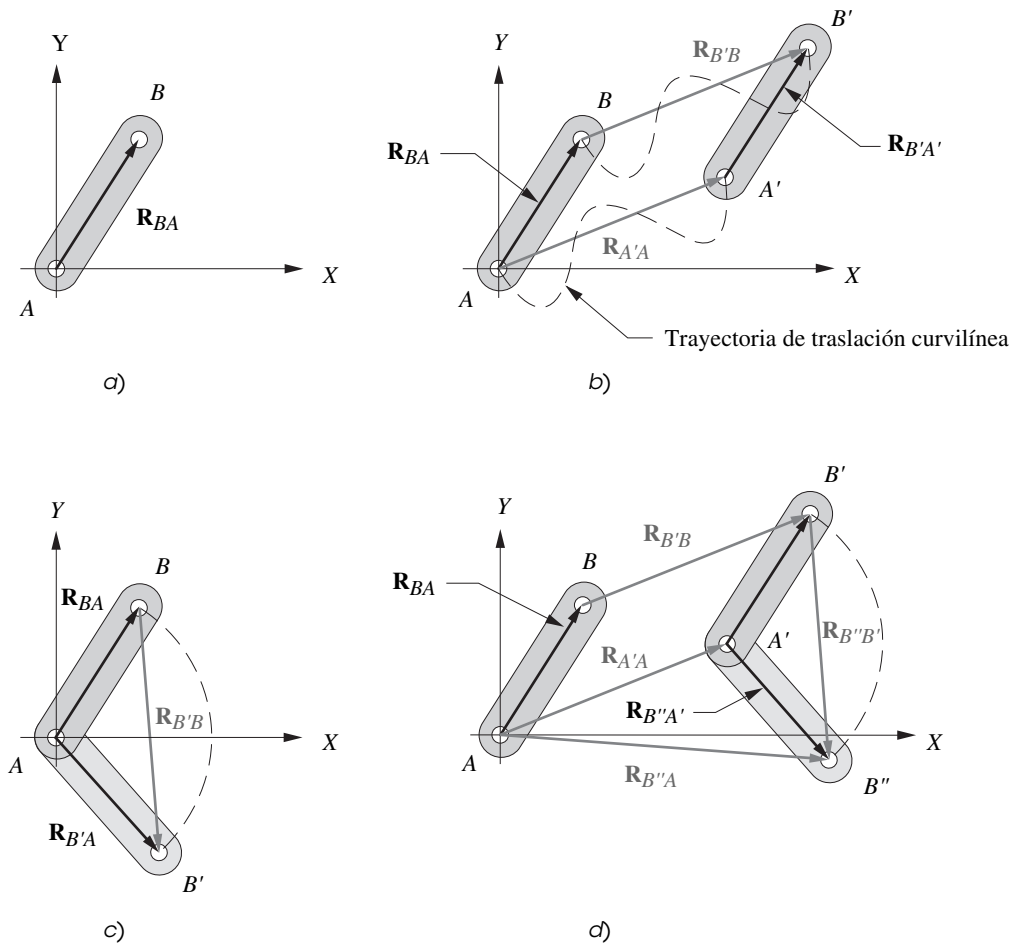 Y
B
R_BA
X
A
a)
Y
B′
R_B′B
B
R_BA
R_B′A′
A′
R_A′A
X
A
Trayectoria de traslación curvilínea
b)
Y
B
R_BA
R_B′B
X
A
R_B′A
B′
c)
Y
B′
R_B′B
B
R_BA
A′
R_B″B′
R_A′A
R_B″A′
X
A
R_B″A
B″
d)